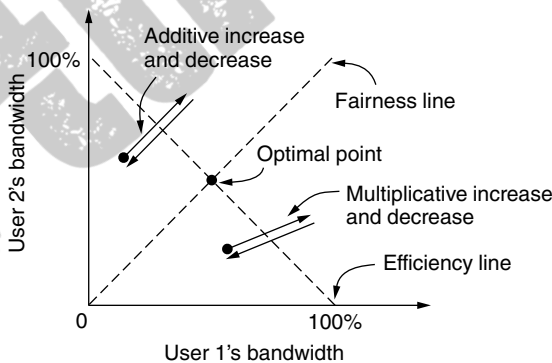 Additive increase
and decrease
100%
Fairness line
User 2's bandwidth
Optimal point
Multiplicative increase
and decrease
Efficiency line
0
100%
User 1's bandwidth